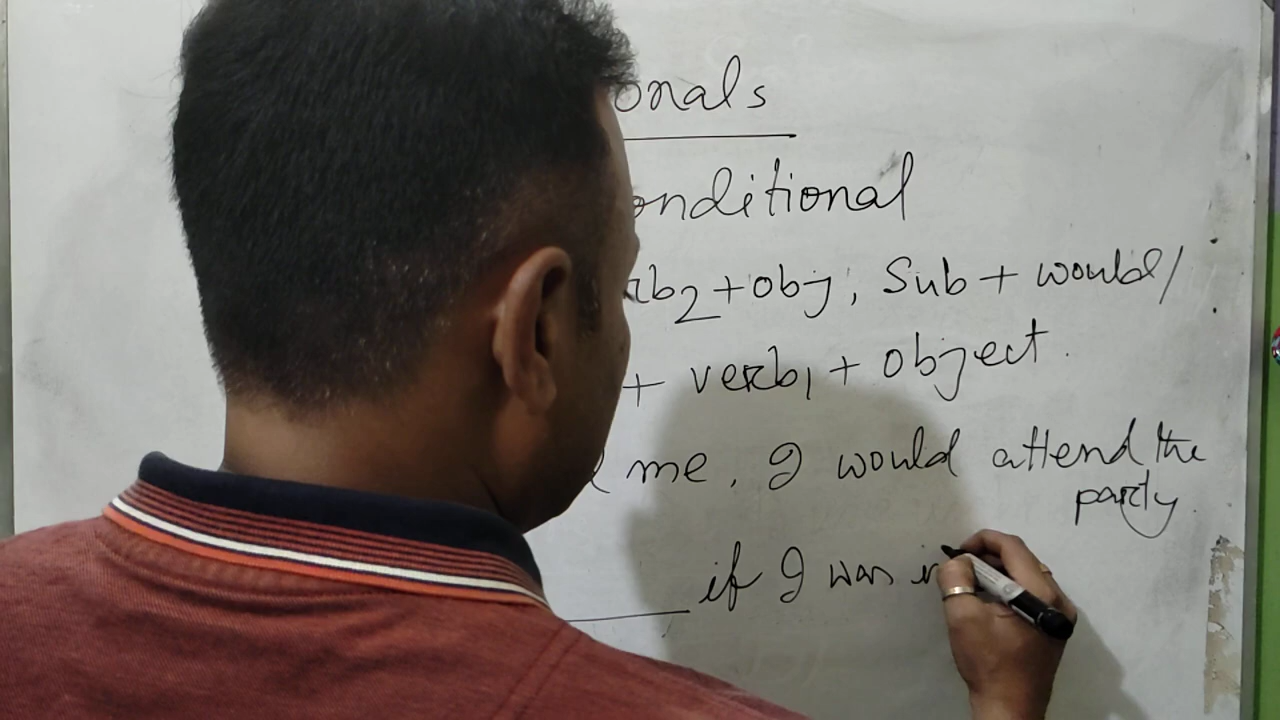 onals
onditional
rb2+obj, Sub + would/
+ verb1 + object.
me, I would attend the
party.
if I was